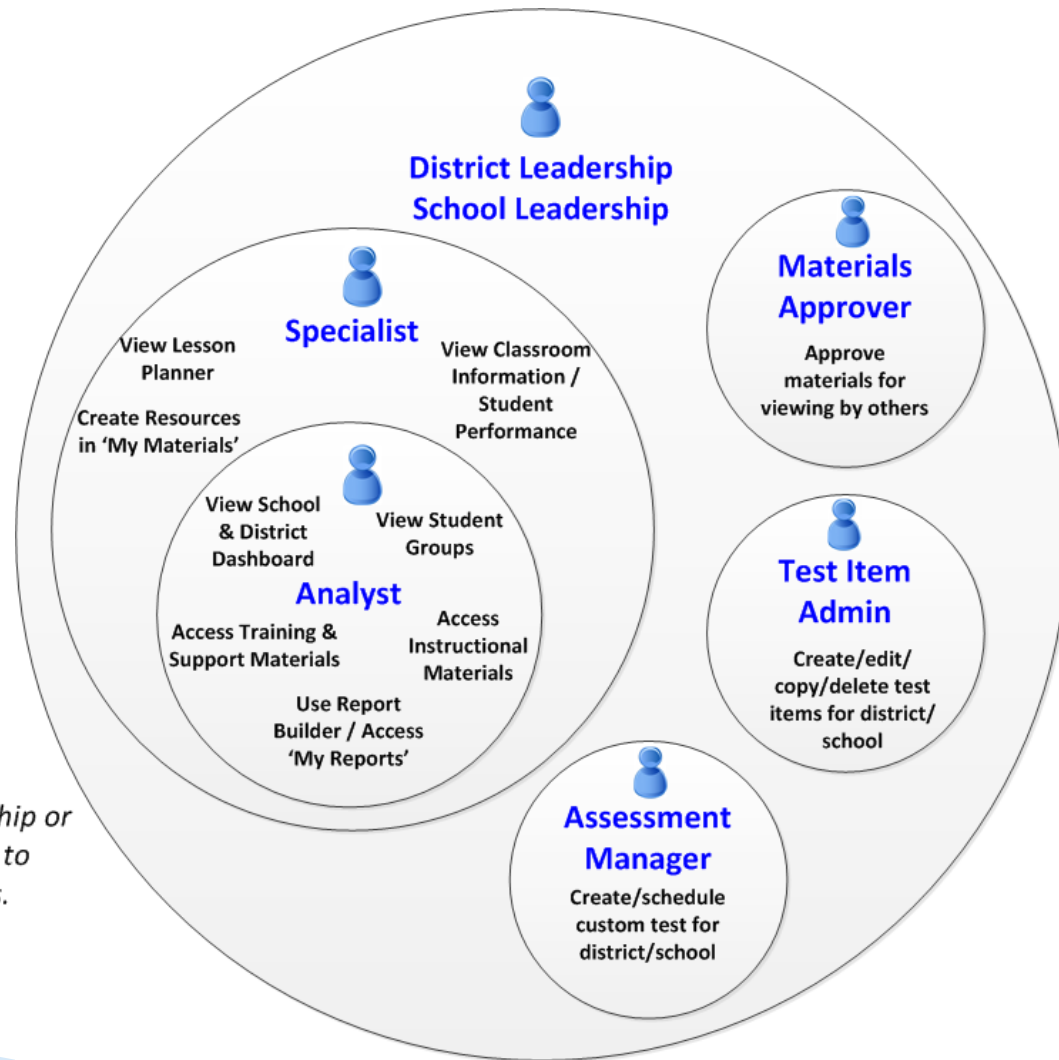 District Leadership
School Leadership
Materials
Approver
Approve
materials for
viewing by others
Specialist
View Lesson
Planner
Create Resources
in ‘My Materials’
View Classroom
Information /
Student
Performance
View School
& District
Dashboard
View Student
Groups
Analyst
Access Training &
Support Materials
Access
Instructional
Materials
Use Report
Builder / Access
‘My Reports’
Test Item
Admin
Create/edit/
copy/delete test
items for district/
school
Assessment
Manager
Create/schedule
custom test for
district/school
or
to